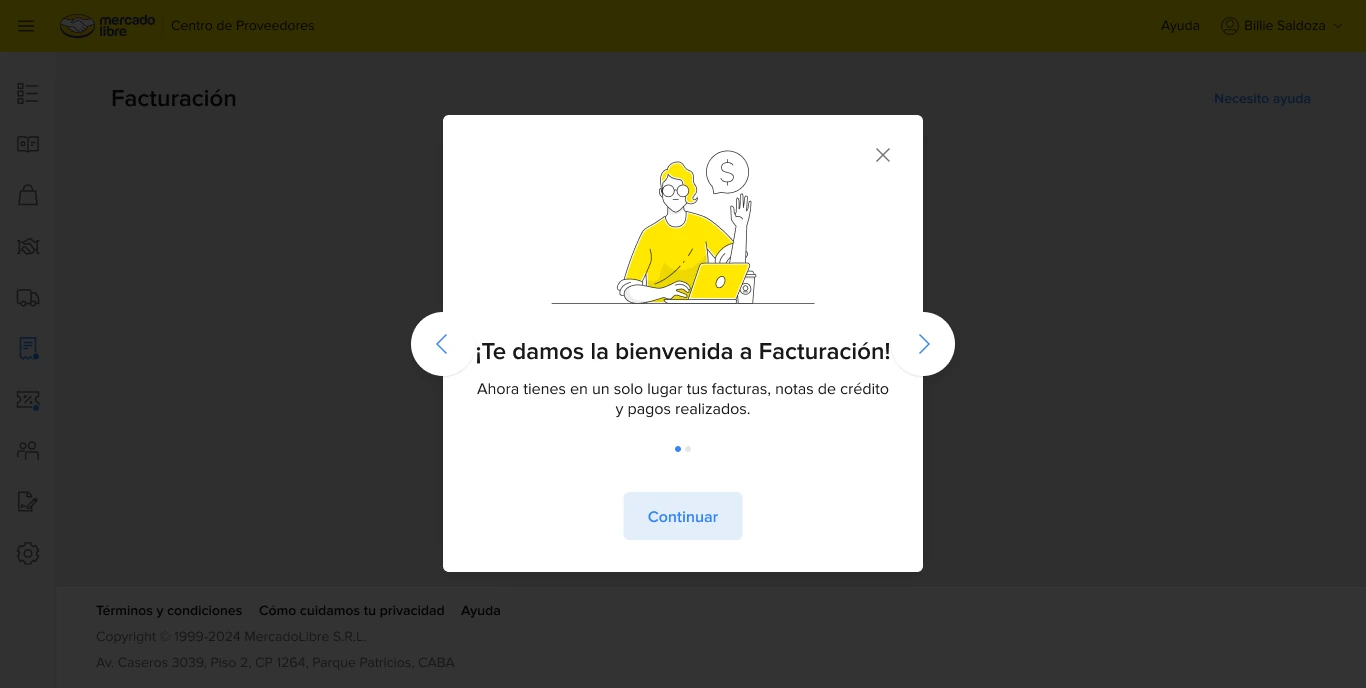 mercado
libre
Centro de Proveedores
Ayuda
Billie Saldoza
Facturación
Necesito ayuda
$
¡Te damos la bienvenida a Facturación!
Ahora tienes en un solo lugar tus facturas, notas de crédito
y pagos realizados.
Continuar
Términos y condiciones Cómo cuidamos tu privacidad Ayuda
Copyright © 1999-2024 MercadoLibre S.R.L.
Av. Caseros 3039, Piso 2, CP 1264, Parque Patricios, CABA